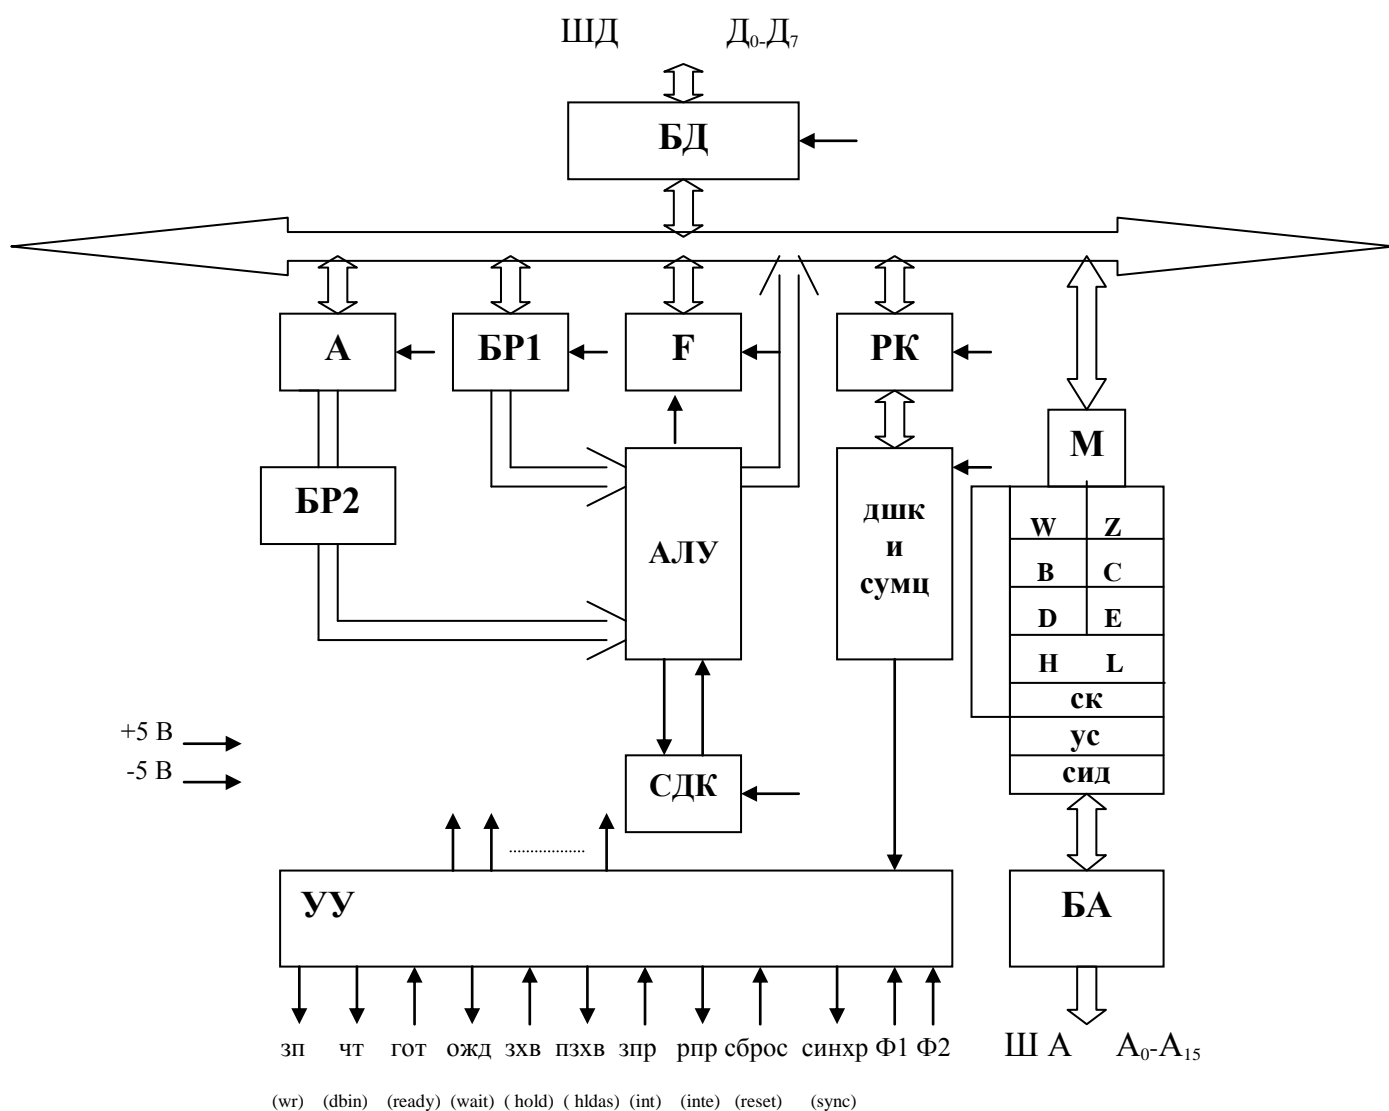 ШД Д0-Д7
БД
А БР1 F РК
М
БР2
дшк
и
сумц
АЛУ
W Z
B C
D E
H L
ск
ус
сид
+5 В
-5 В
СДК
....................
УУ
БА
зп чт гот ожд зхв пзхв зпр рпр сброс синхр Ф1 Ф2
Ш А А0-А15
(wr) (dbin) (ready) (wait) ( hold) ( hldas) (int) (inte) (reset) (sync)